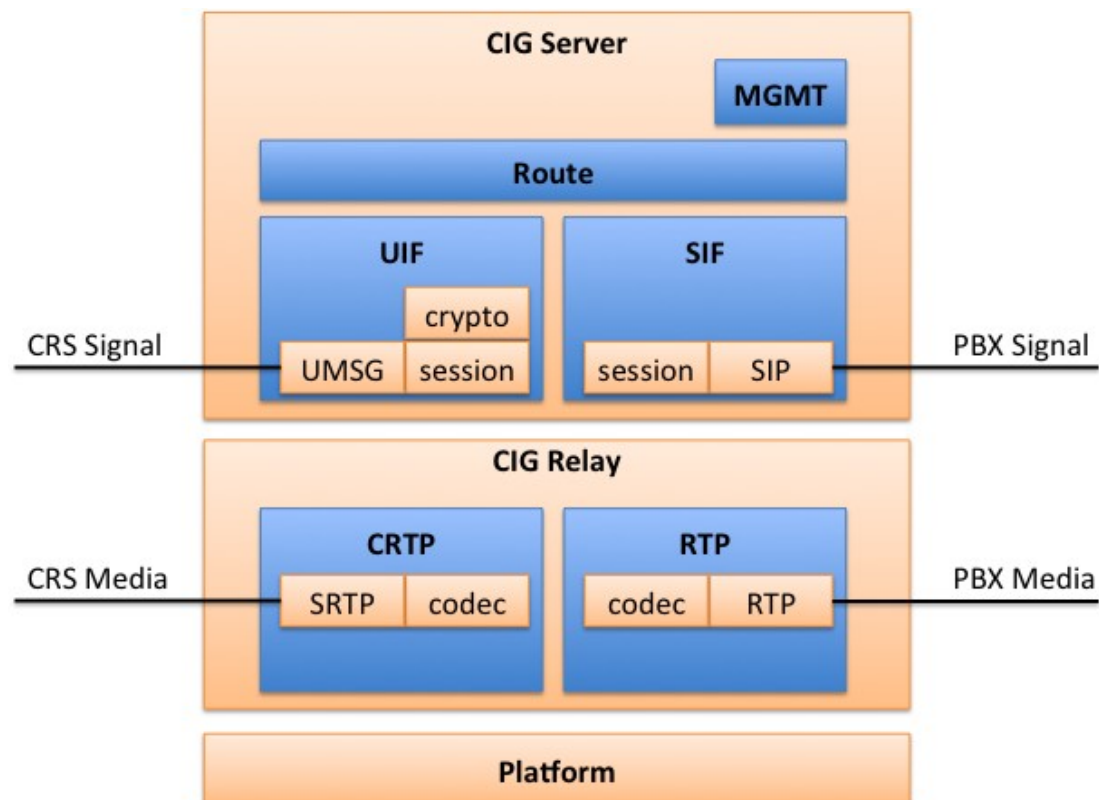 CIG Server
MGMT
Route
UIF
SIF
crypto
CRS Signal
UMSG
session
session
SIP
PBX Signal
CIG Relay
CRTP
RTP
CRS Media
SRTP
codec
codec
RTP
PBX Media
Platform